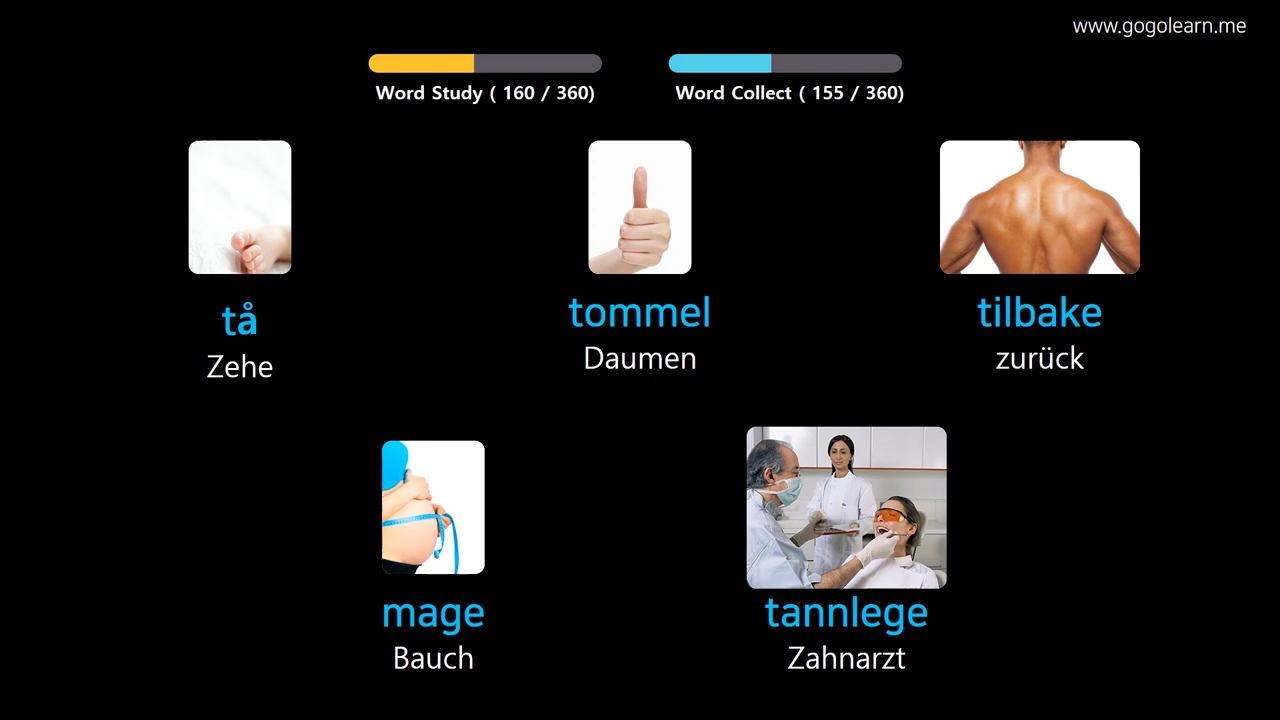 www.gogolearn.me
Word Study ( 160 / 360)
Word Collect ( 155 / 360)
tå
Zehe
tommel
Daumen
tilbake
zurück
mage
Bauch
tannlege
Zahnarzt